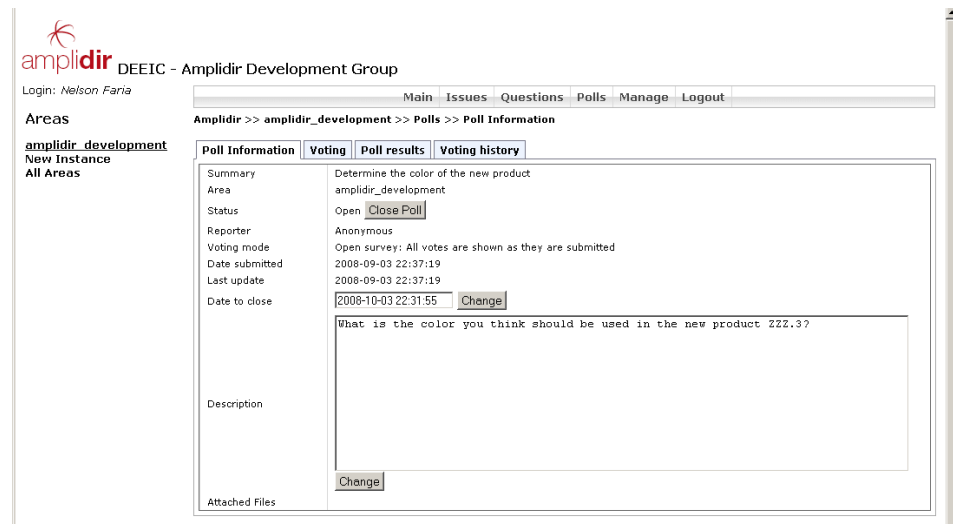 amplidir DEEIC - Amplidir Development Group
Login: Nelson Faria
Main Issues Questions Polls Manage Logout
Areas
Amplidir >> amplidir_development >> Polls >> Poll Information
amplidir_development
New Instance
All Areas
Poll Information Voting Poll results Voting history
Summary Determine the color of the new product
Area amplidir_development
Status Open Close Poll
Reporter Anonymous
Voting mode Open survey: All votes are shown as they are submitted
Date submitted 2008-09-03 22:37:19
Last update 2008-09-03 22:37:19
Date to close 2008-10-03 22:31:55 Change
What is the color you think should be used in the new product ZZZ.3?
Description
Change
Attached Files